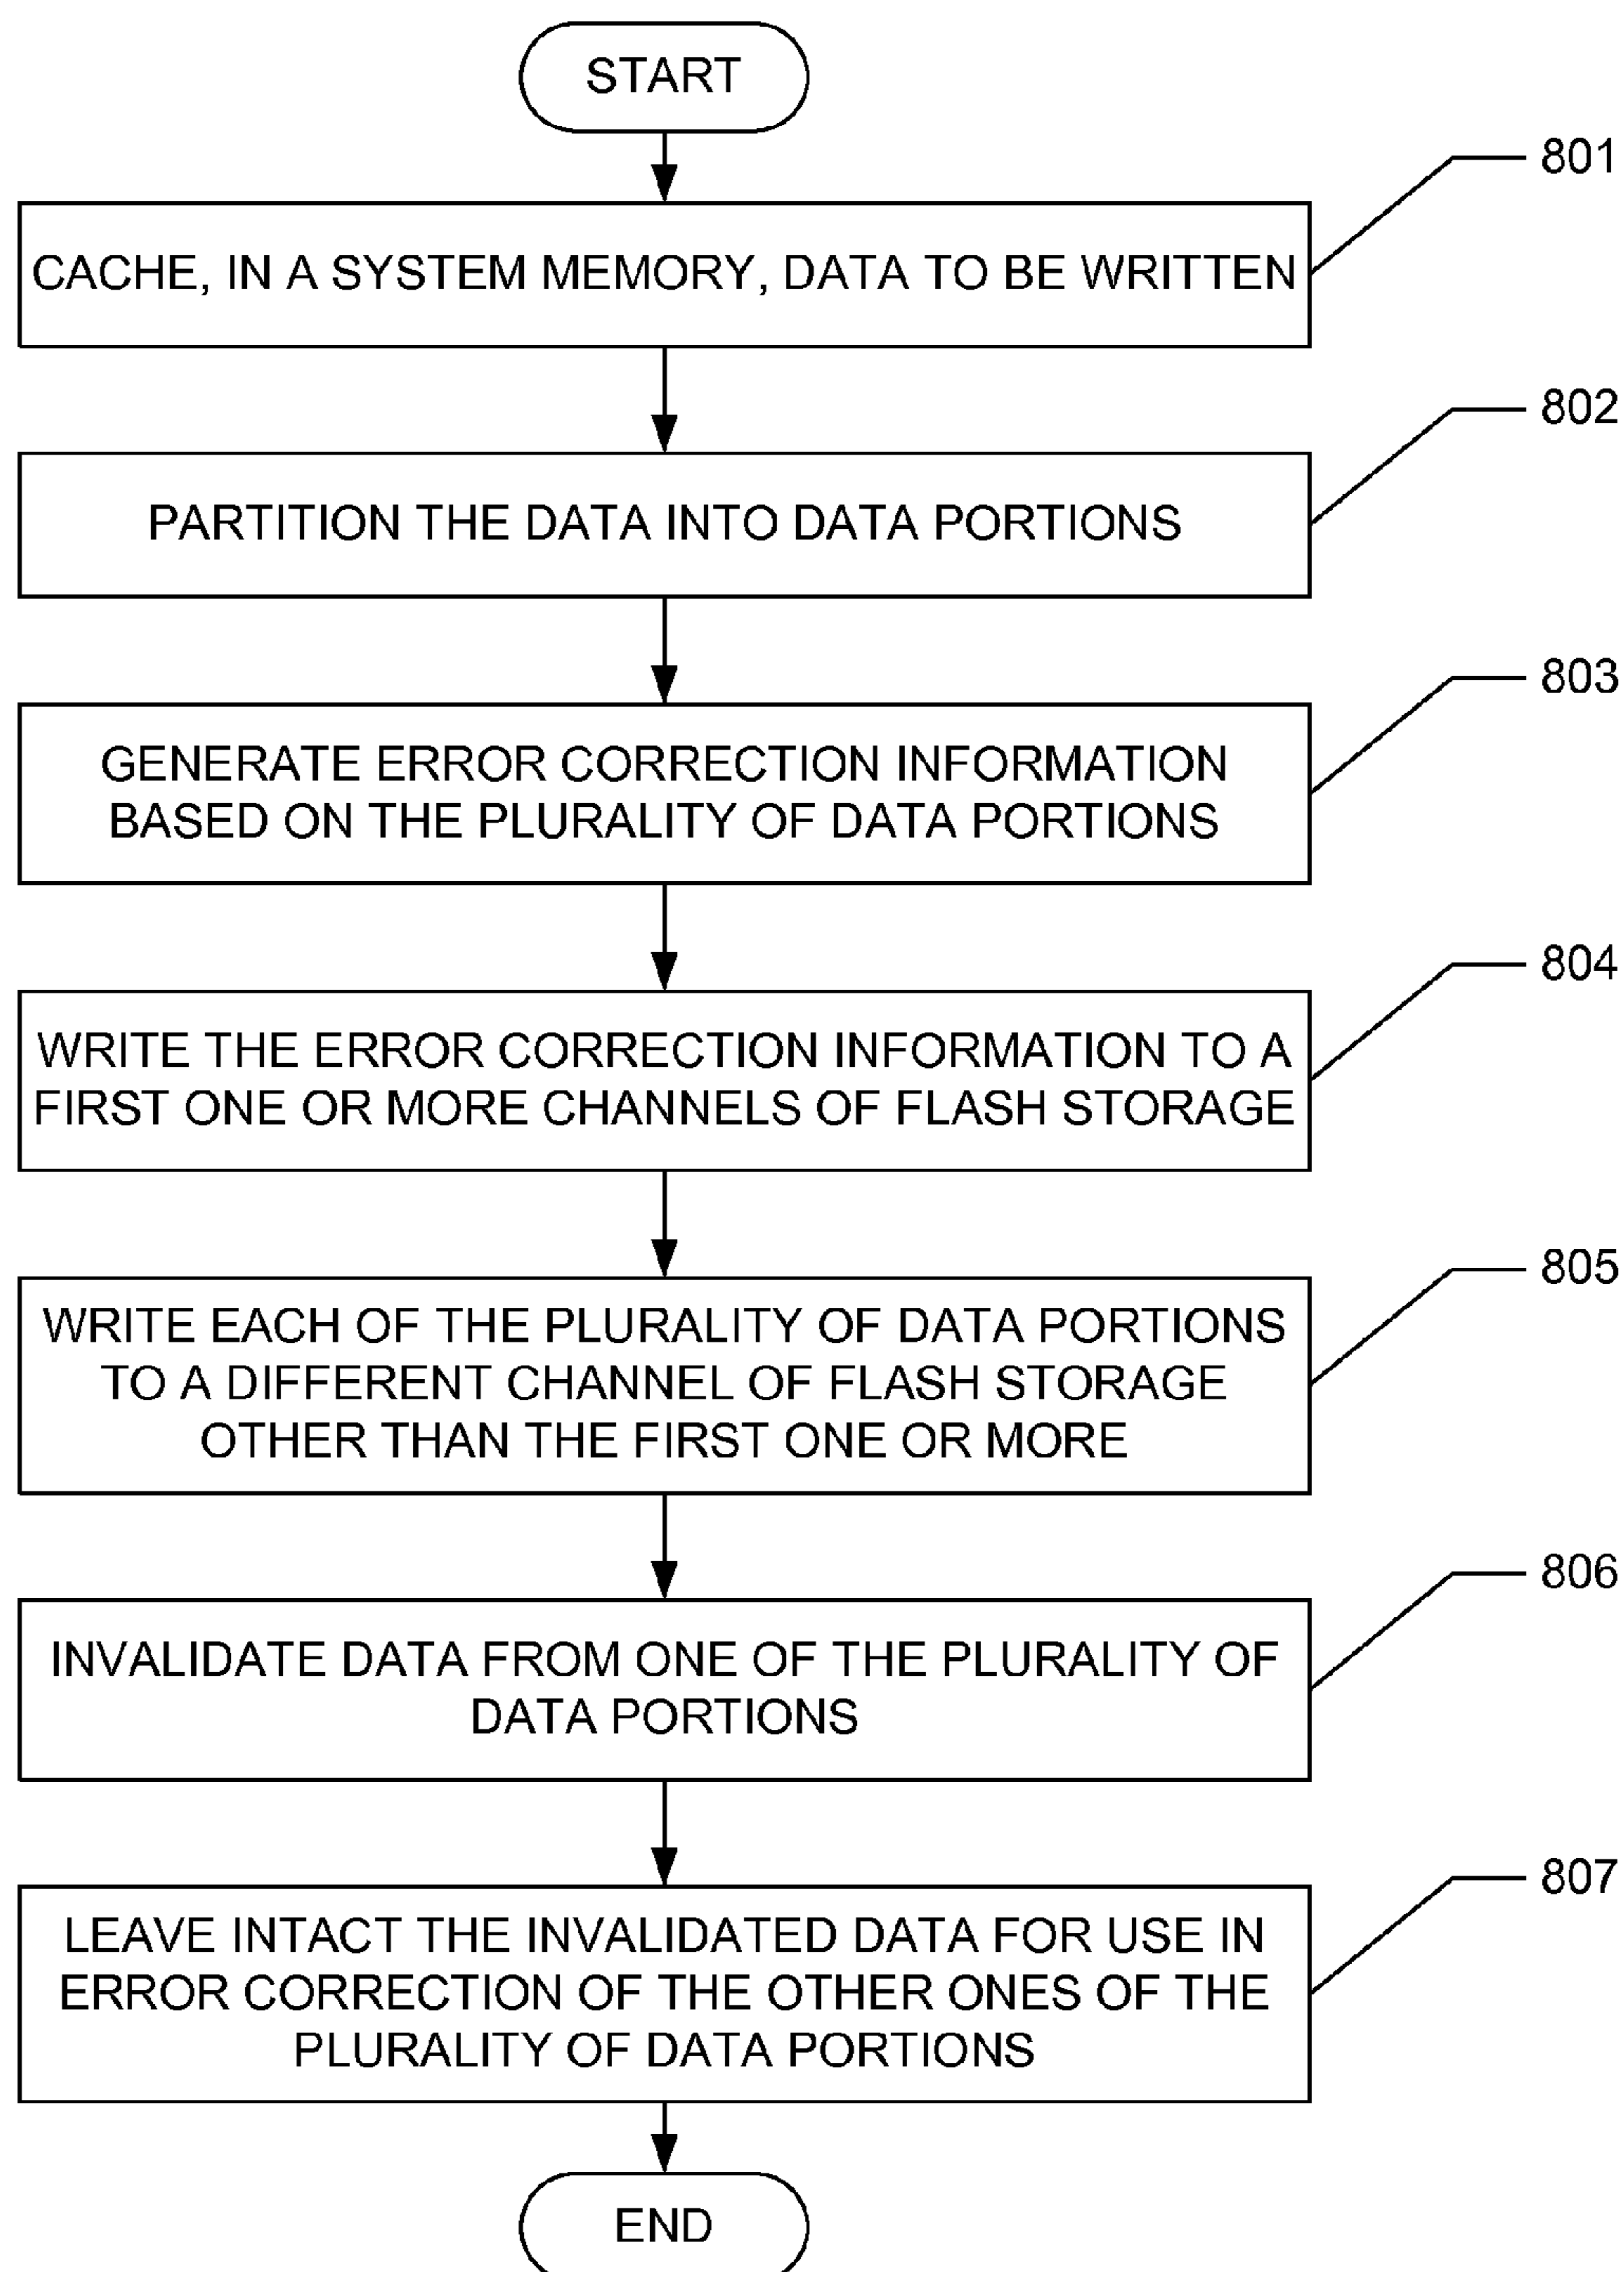 START
801
CACHE, IN A SYSTEM MEMORY, DATA TO BE WRITTEN
802
PARTITION THE DATA INTO DATA PORTIONS
803
GENERATE ERROR CORRECTION INFORMATION
BASED ON THE PLURALITY OF DATA PORTIONS
804
WRITE THE ERROR CORRECTION INFORMATION TO A
FIRST ONE OR MORE CHANNELS OF FLASH STORAGE
805
WRITE EACH OF THE PLURALITY OF DATA PORTIONS
TO A DIFFERENT CHANNEL OF FLASH STORAGE
OTHER THAN THE FIRST ONE OR MORE
806
INVALIDATE DATA FROM ONE OF THE PLURALITY OF
DATA PORTIONS
807
LEAVE INTACT THE INVALIDATED DATA FOR USE IN
ERROR CORRECTION OF THE OTHER ONES OF THE
PLURALITY OF DATA PORTIONS
END